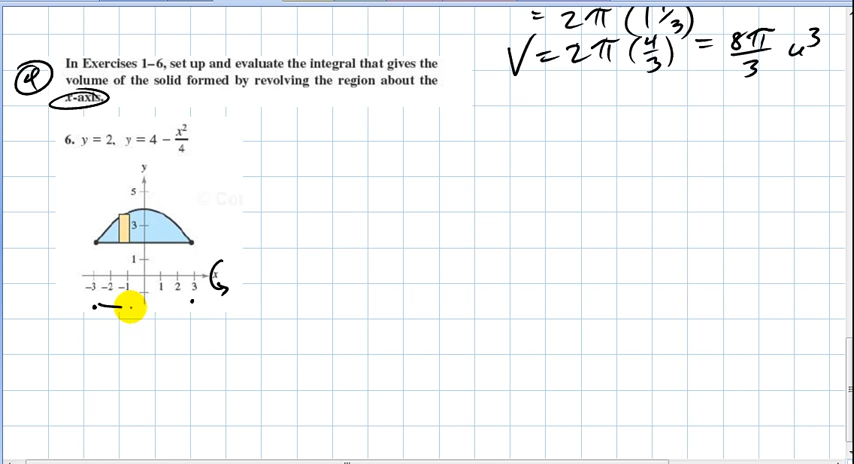 = 2π (1 1/3)
V = 2π (4/3) = 8π/3 u³
In Exercises 1–6, set up and evaluate the integral that gives the
volume of the solid formed by revolving the region about the
x-axis.
6. y = 2, y = 4 − x²/4
y
5
3
1
x
-3 -2 -1 1 2 3